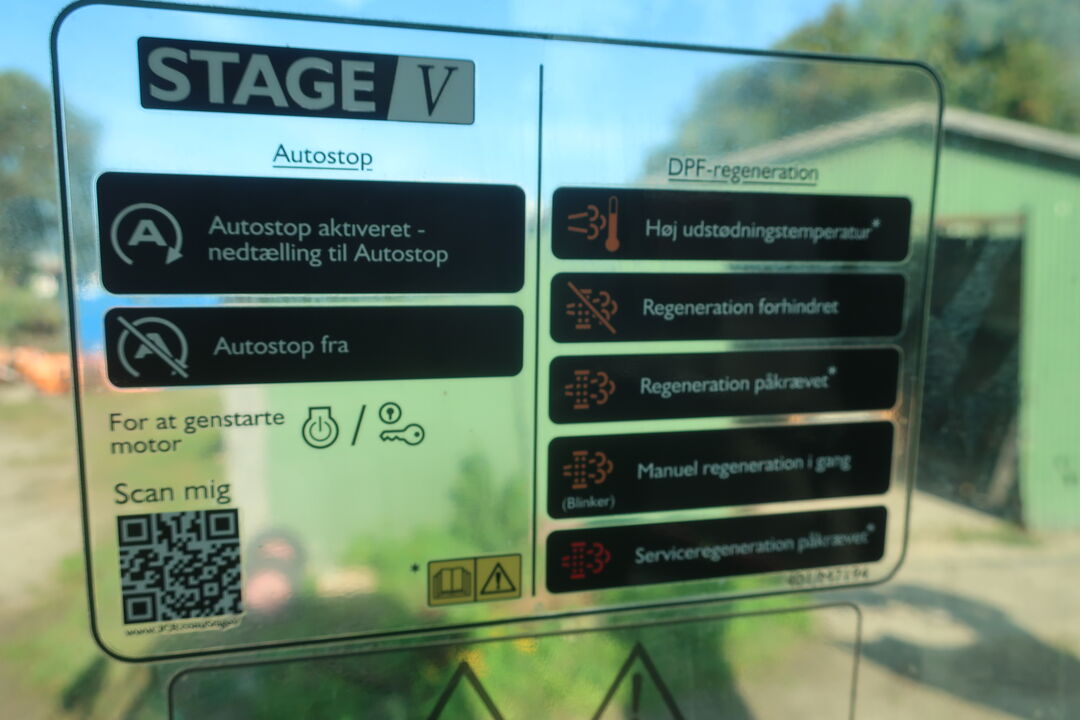 STAGE V
Autostop
Autostop aktiveret -
nedtælling til Autostop
Autostop fra
For at genstarte
motor
/
Scan mig
*
DPF-regeneration
Høj udstødningstemperatur*
Regeneration forhindret
Regeneration påkrævet*
Manuel regeneration i gang
(Blinker)
Serviceregeneration påkrævet*